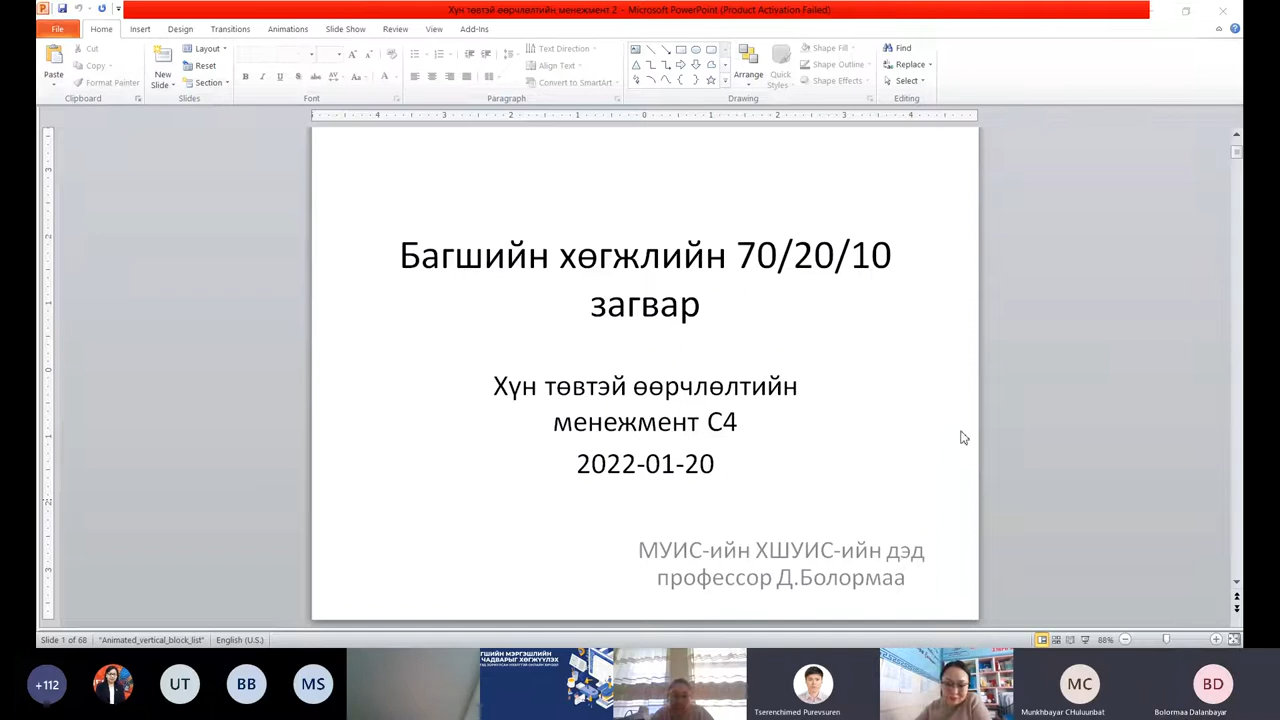 Хүн төвтэй өөрчлөлтийн менежмент 2 - Microsoft PowerPoint (Product Activation Failed)
File Home Insert Design Transitions Animations Slide Show Review View Add-Ins
Paste
Cut
Copy
Format Painter
Clipboard
New Slide
Layout
Reset
Section
Slides
Font
Text Direction
Align Text
Convert to SmartArt
Paragraph
Arrange
Quick Styles
Shape Fill
Shape Outline
Shape Effects
Drawing
Find
Replace
Select
Editing
Багшийн хөгжлийн 70/20/10
загвар
Хүн төвтэй өөрчлөлтийн
менежмент С4
2022-01-20
МУИС-ийн ХШУИС-ийн дэд
профессор Д.Болормаа
Slide 1 of 68 "Animated_vertical_block_list" English (U.S.) 88%
+112
UT
BB
MS
ГШИЙН МЭРГЭШЛИЙН
ЧАДВАРЫГ ХӨГЖҮҮЛЭХ
Tserenchimed Purevsuren
MC
Munkhbayar CHuluunbat
BD
Bolormaa Dalanbayar